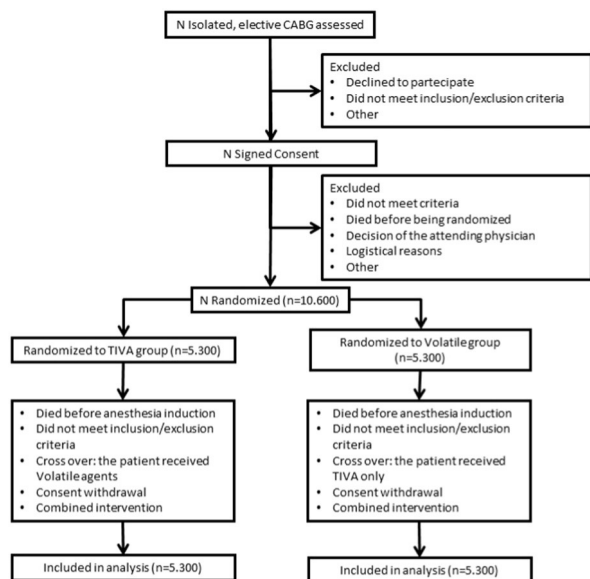 N Isolated, elective CABG assessed
Excluded
• Declined to partecipate
• Did not meet inclusion/exclusion criteria
• Other
N Signed Consent
Excluded
• Did not meet criteria
• Died before being randomized
• Decision of the attending physician
• Logistical reasons
• Other
N Randomized (n=10.600)
Randomized to TIVA group (n=5.300)
Randomized to Volatile group
(n=5.300)
• Died before anesthesia induction
• Did not meet inclusion/exclusion
criteria
• Cross over: the patient received
Volatile agents
• Consent withdrawal
• Combined intervention
• Died before anesthesia induction
• Did not meet inclusion/exclusion
criteria
• Cross over: the patient received
TIVA only
• Consent withdrawal
• Combined intervention
Included in analysis (n=5.300)
Included in analysis (n=5.300)